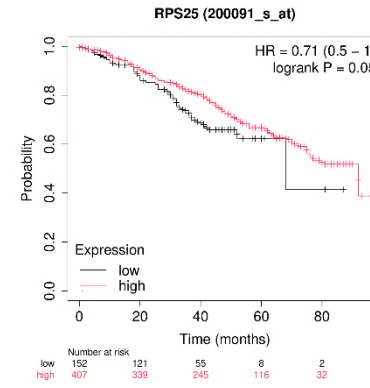 RPS25 (200091_s_at)
HR = 0.71 (0.5 − 1
logrank P = 0.05
Probability
1.0
0.8
0.6
0.4
0.2
0.0
Expression
low
high
0 20 40 60 80
Time (months)
Number at risk
low 152 121 55 8 2
high 407 339 245 116 32